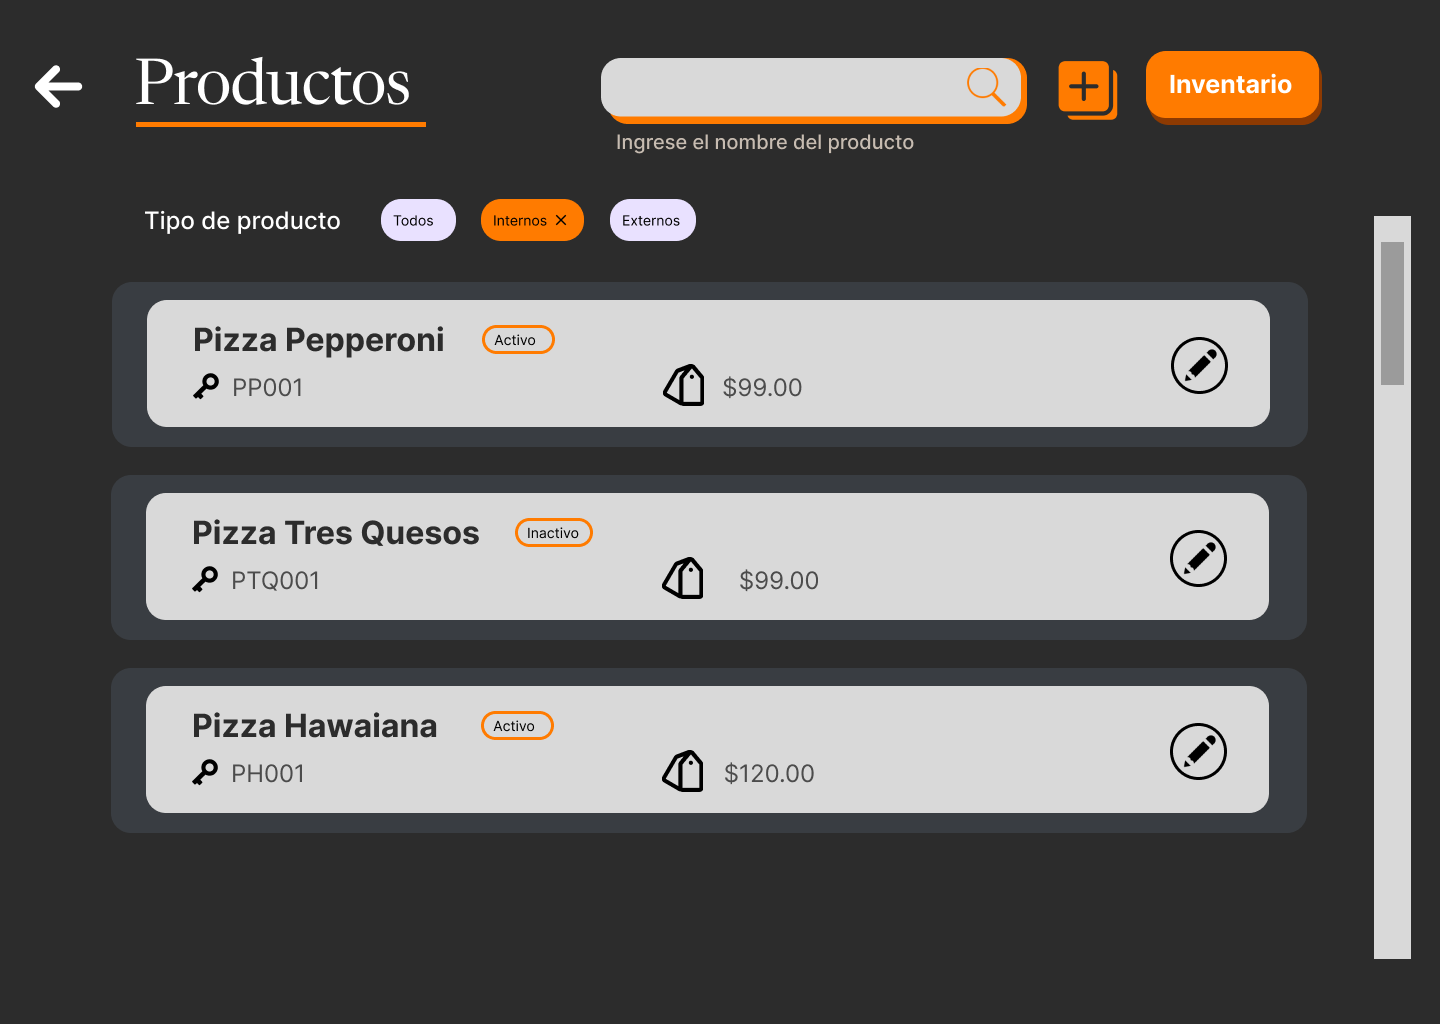 Productos
Inventario
Ingrese el nombre del producto
Tipo de producto
Todos
Internos
Externos
Pizza Pepperoni
Activo
PP001
$99.00
Pizza Tres Quesos
Inactivo
PTQ001
$99.00
Pizza Hawaiana
Activo
PH001
$120.00